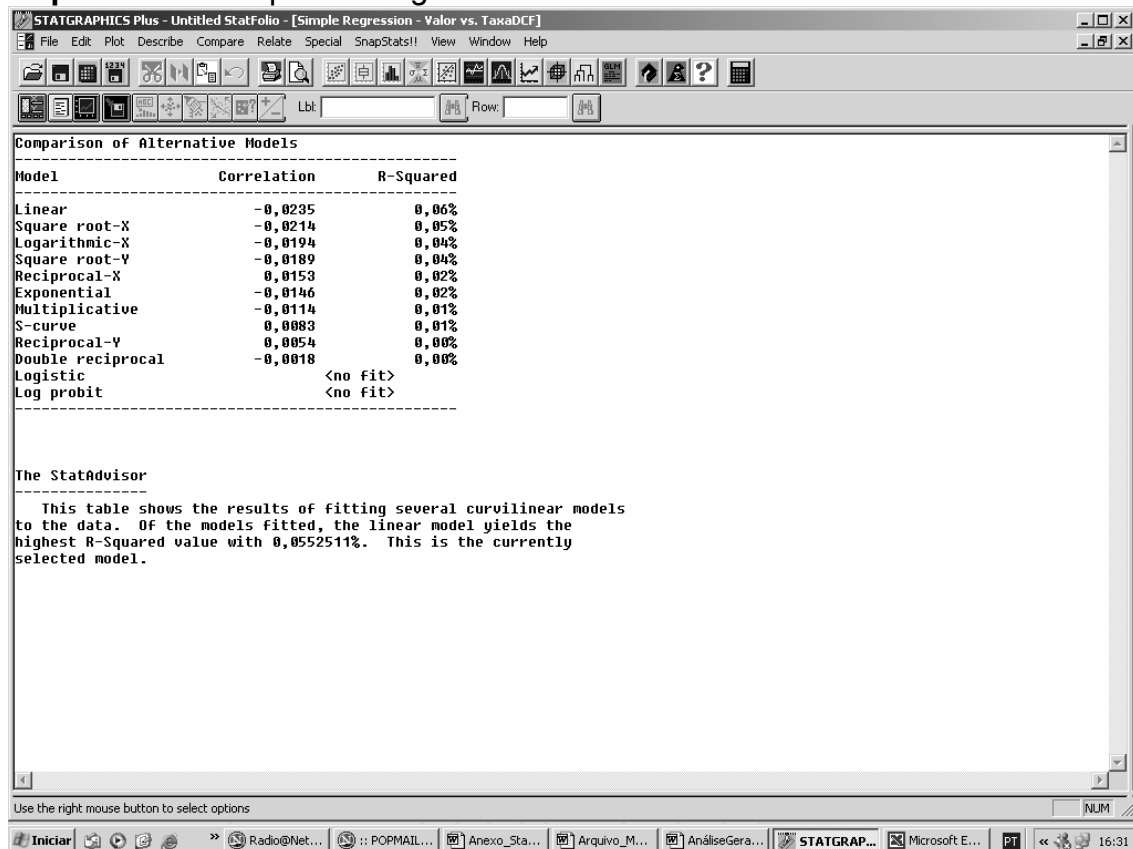 STATGRAPHICS Plus - Untitled StatFolio - [Simple Regression - Valor vs. TaxaDCF]
File Edit Plot Describe Compare Relate Special SnapStats!! View Window Help
Lbl: Row:
Comparison of Alternative Models
Model Correlation R-Squared
Linear -0,0235 0,06%
Square root-X -0,0214 0,05%
Logarithmic-X -0,0194 0,04%
Square root-Y -0,0189 0,04%
Reciprocal-X 0,0153 0,02%
Exponential -0,0146 0,02%
Multiplicative -0,0114 0,01%
S-curve 0,0083 0,01%
Reciprocal-Y 0,0054 0,00%
Double reciprocal -0,0018 0,00%
Logistic <no fit>
Log probit <no fit>
The StatAdvisor
This table shows the results of fitting several curvilinear models
to the data. Of the models fitted, the linear model yields the
highest R-Squared value with 0,0552511%. This is the currently
selected model.
Use the right mouse button to select options NUM
Iniciar » Radio@Net... :: POPMAIL... Anexo_Sta... Arquivo_M... AnáliseGera... STATGRAP... Microsoft E... PT « 16:31